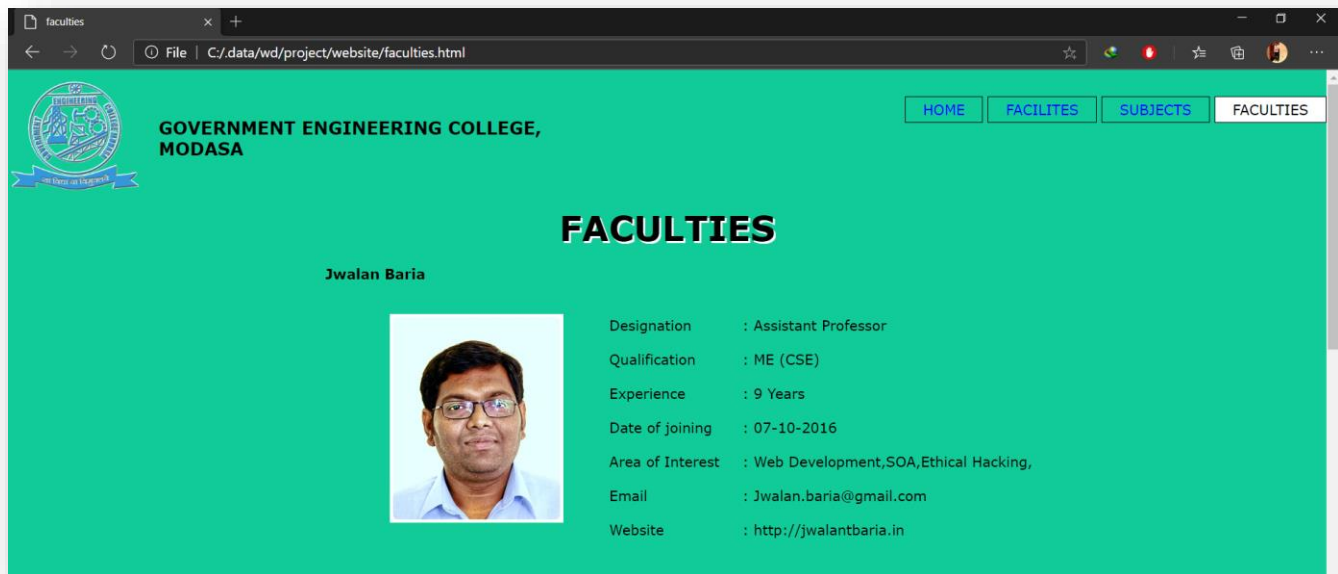 faculties
File | C:/.data/wd/project/website/faculties.html
HOME FACILITES SUBJECTS FACULTIES
ENGINEERING
GOVERNMENT ENGINEERING COLLEGE,
MODASA
FACULTIES
Jwalan Baria
Designation : Assistant Professor
Qualification : ME (CSE)
Experience : 9 Years
Date of joining : 07-10-2016
Area of Interest : Web Development,SOA,Ethical Hacking,
Email : Jwalan.baria@gmail.com
Website : http://jwalantbaria.in